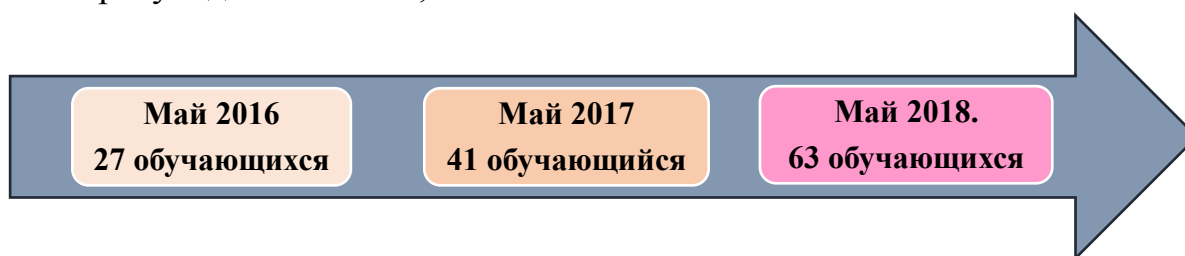 Май 2016
27 обучающихся
Май 2017
41 обучающийся
Май 2018.
63 обучающихся